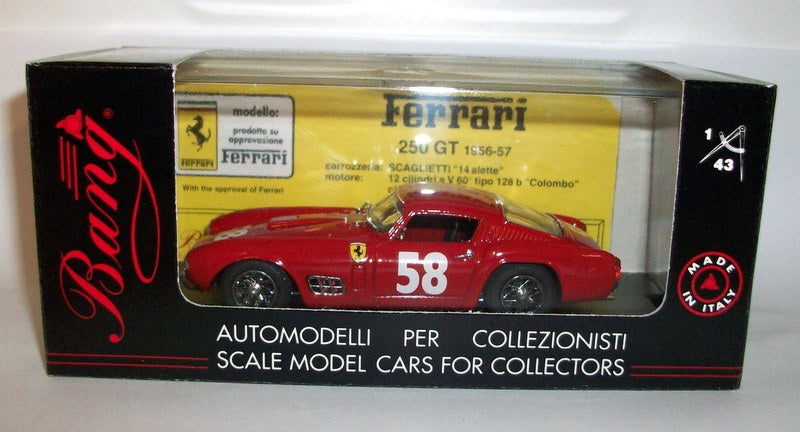 Bang®
modello:
prodotto su
approvazione
Ferrari
Ferrari
With the approval of Ferrari
Ferrari
250 GT 1956-57
carrozzeria: SCAGLIETTI "14 alette"
motore: 12 cilindri a V 60° tipo 128 b "Colombo"
58
58
1
43
MADE
IN ITALY
AUTOMODELLI PER COLLEZIONISTI
SCALE MODEL CARS FOR COLLECTORS